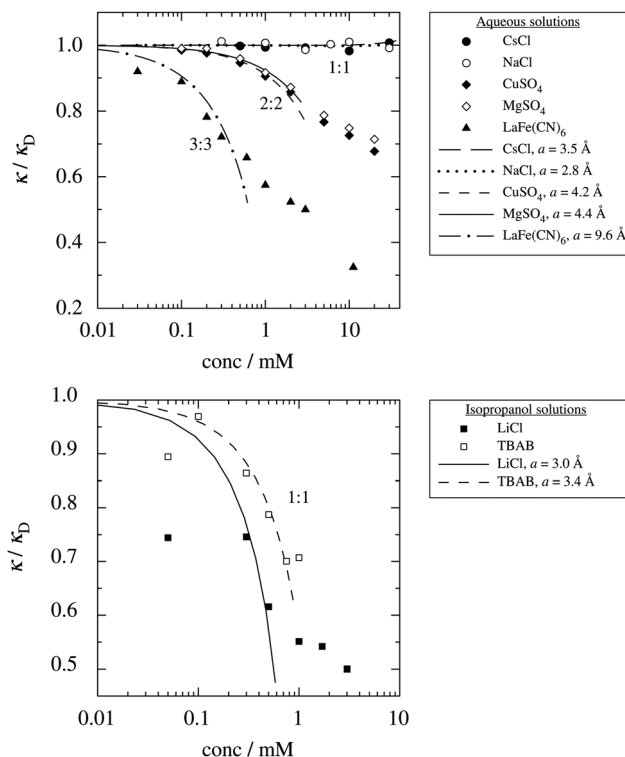 1.0
0.8
0.6
0.4
0.2
κ / κD
1:1
2:2
3:3
0.01
0.1
1
10
conc / mM
Aqueous solutions
CsCl
NaCl
CuSO4
MgSO4
LaFe(CN)6
CsCl, a = 3.5 Å
NaCl, a = 2.8 Å
CuSO4, a = 4.2 Å
MgSO4, a = 4.4 Å
LaFe(CN)6, a = 9.6 Å
1.0
0.9
0.8
0.7
0.6
0.5
κ / κD
1:1
0.01
0.1
1
10
conc / mM
Isopropanol solutions
LiCl
TBAB
LiCl, a = 3.0 Å
TBAB, a = 3.4 Å